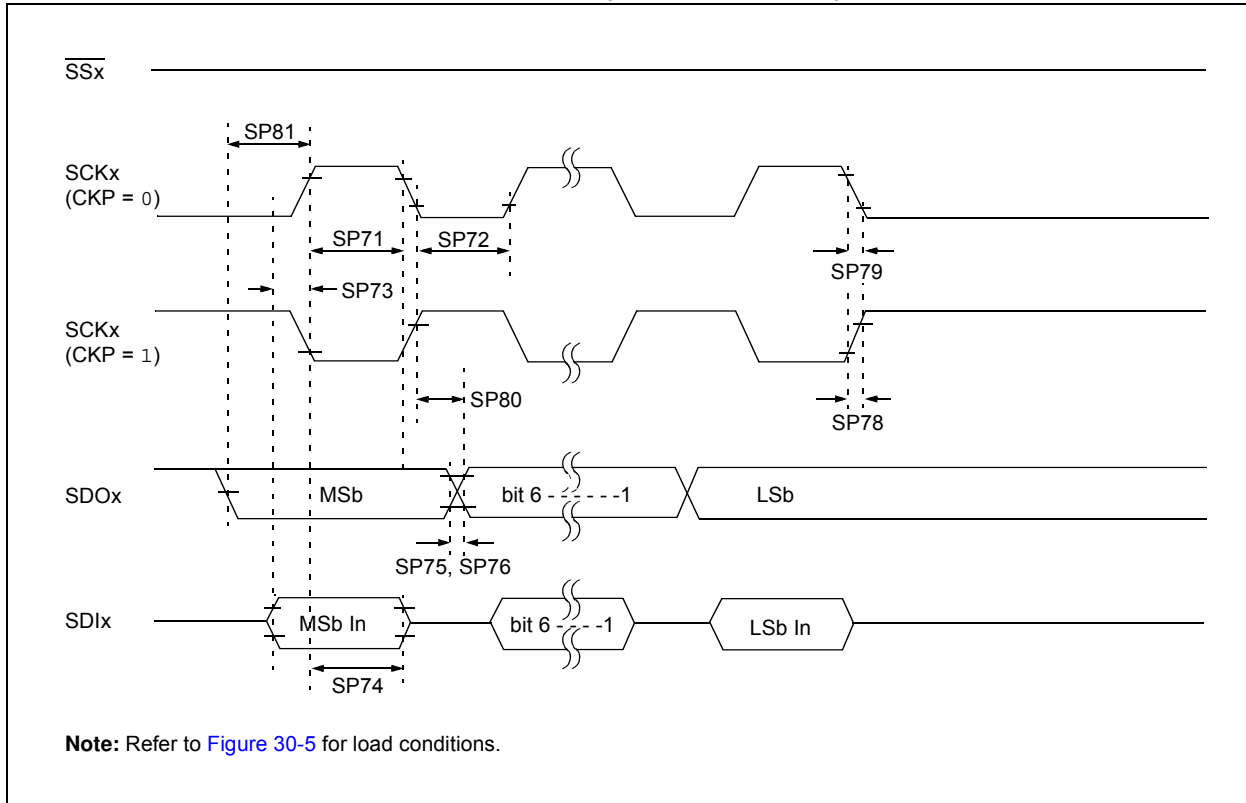 SSx
SP81
SCKx
(CKP = 0)
SP71
SP72
SP79
SP73
SCKx
(CKP = 1)
SP80
SP78
SDOx
MSb
bit 6 - - - - - -1
LSb
SP75, SP76
SDIx
MSb In
bit 6 - - - -1
LSb In
SP74
Note: Refer to Figure 30-5 for load conditions.